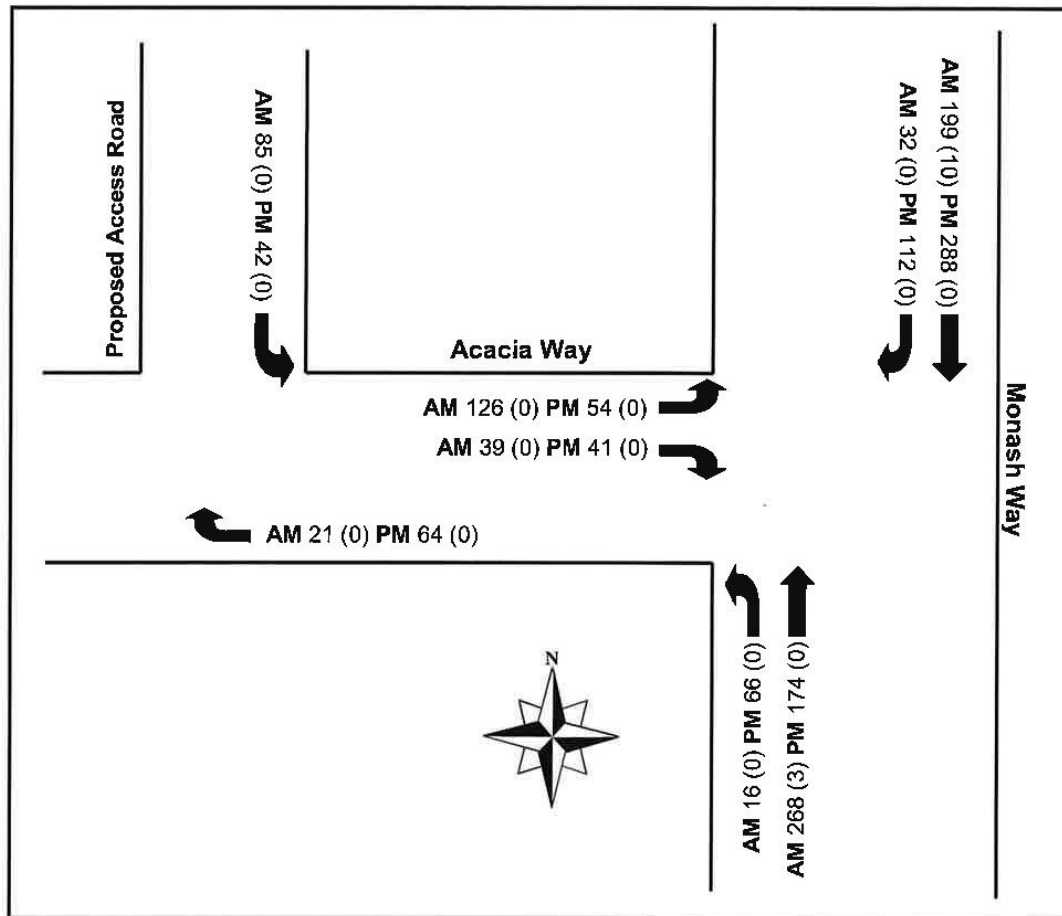 Proposed Access Road
AM 85 (0) PM 42 (0)
AM 199 (10) PM 288 (0)
AM 32 (0) PM 112 (0)
Acacia Way
AM 126 (0) PM 54 (0)
AM 39 (0) PM 41 (0)
Monash Way
AM 21 (0) PM 64 (0)
N
AM 16 (0) PM 66 (0)
AM 268 (3) PM 174 (0)